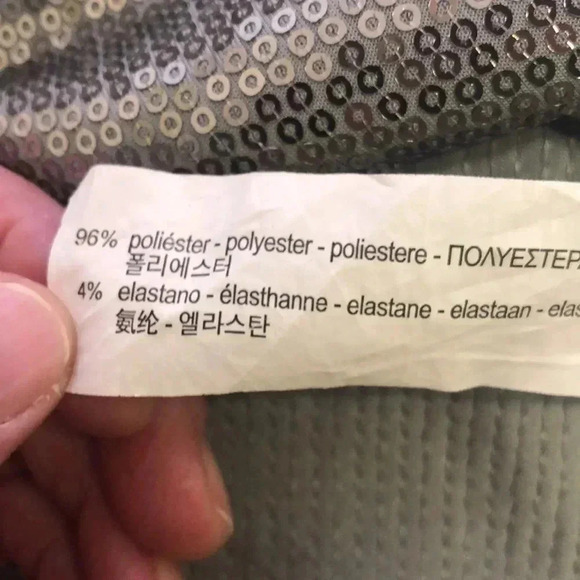 96% poliéster - polyester - poliestere - ΠΟΛΥΕΣΤΕΡ
폴리에스터
4% elastano - élasthanne - elastane - elastaan -
氨纶 - 엘라스탄